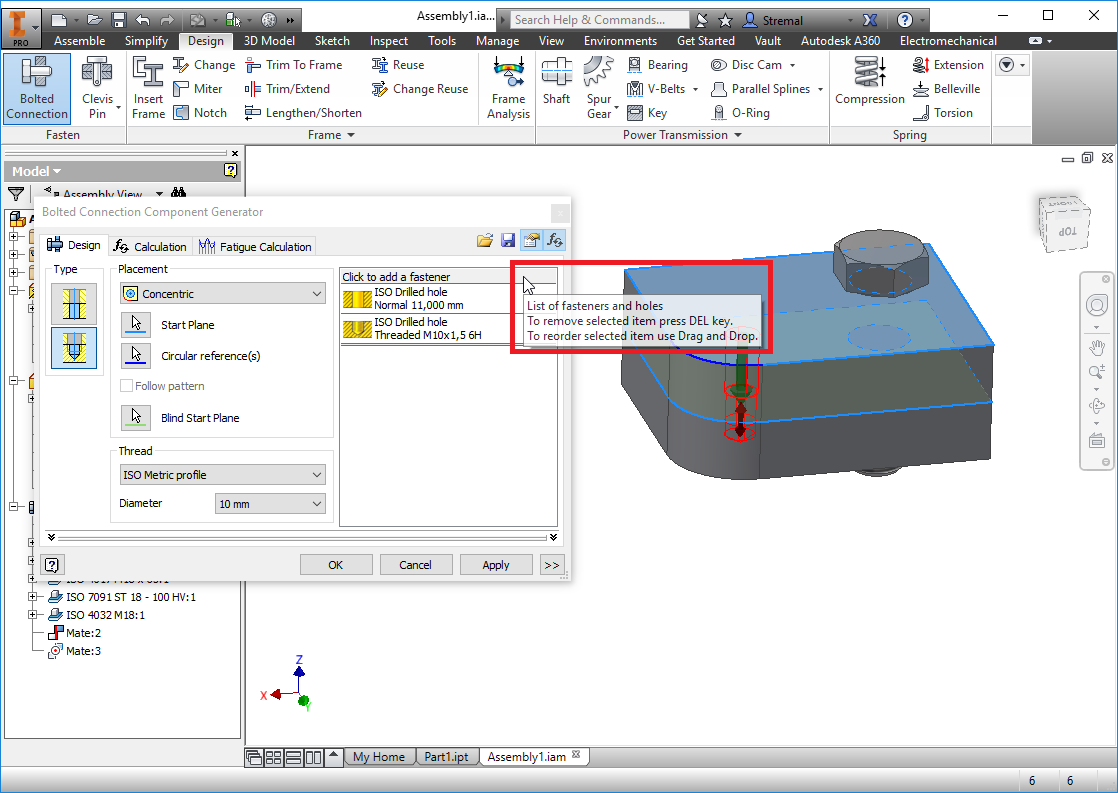 PRO
Assembly1.ia...
Search Help & Commands...
Stremal
Assemble
Simplify
Design
3D Model
Sketch
Inspect
Tools
Manage
View
Environments
Get Started
Vault
Autodesk A360
Electromechanical
Bolted
Connection
Clevis
Pin
Insert
Frame
Change
Miter
Notch
Trim To Frame
Trim/Extend
Lengthen/Shorten
Reuse
Change Reuse
Frame
Analysis
Shaft
Spur
Gear
Bearing
V-Belts
Key
Disc Cam
Parallel Splines
O-Ring
Compression
Extension
Belleville
Torsion
Fasten
Frame
Power Transmission
Spring
Model
Assembly View
Bolted Connection Component Generator
Design
Calculation
Fatigue Calculation
Type
Placement
Concentric
Start Plane
Circular reference(s)
Follow pattern
Blind Start Plane
Thread
ISO Metric profile
Diameter
10 mm
Click to add a fastener
ISO Drilled hole
Normal 11,000 mm
ISO Drilled hole
Threaded M10x1,5 6H
List of fasteners and holes
To remove selected item press DEL key.
To reorder selected item use Drag and Drop.
OK
Cancel
Apply
>>
ISO 7091 ST 18 - 100 HV:1
ISO 4032 M18:1
Mate:2
Mate:3
TOP
Z
X
Y
My Home
Part1.ipt
Assembly1.iam
6
6